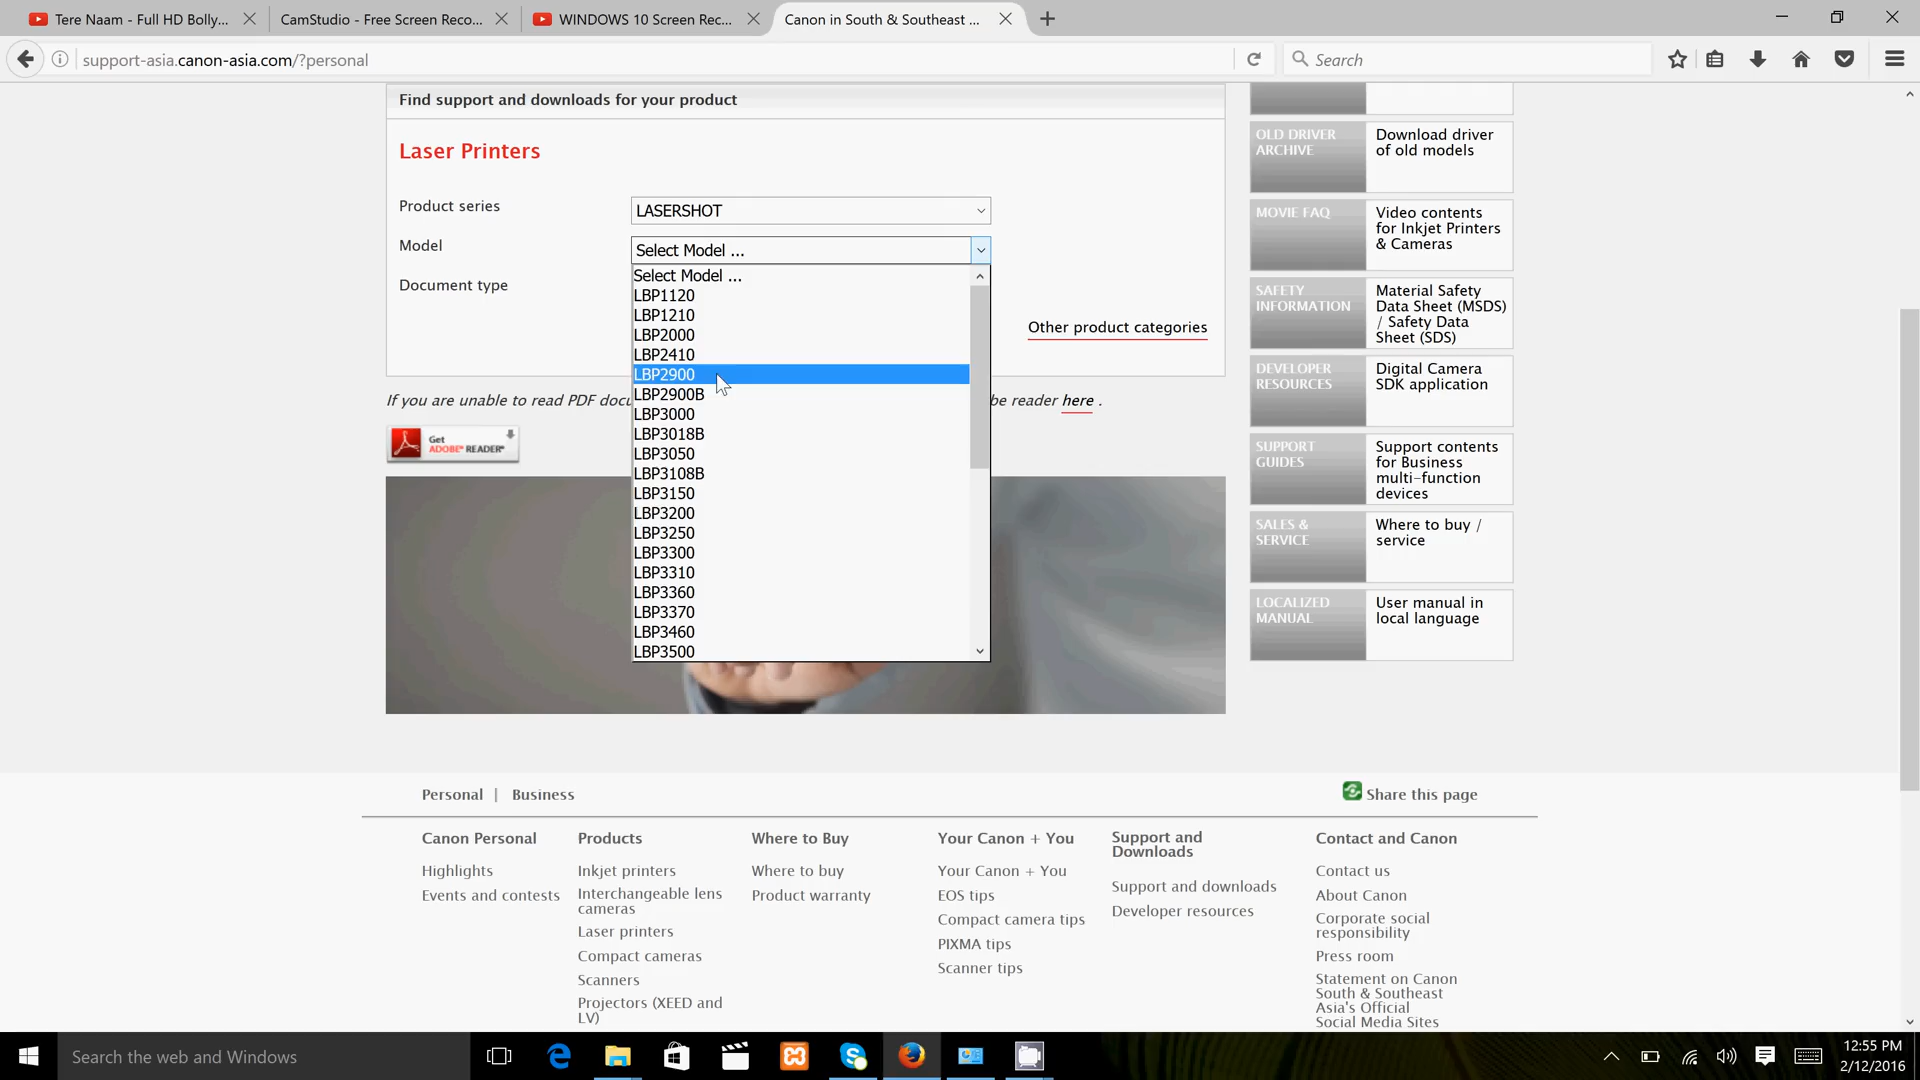 Tere Naam - Full HD Bolly...
CamStudio - Free Screen Reco...
WINDOWS 10 Screen Rec...
Canon in South & Southeast ...
support-asia.canon-asia.com/?personal
Search
Find support and downloads for your product
Laser Printers
Product series
LASERSHOT
Model
Select Model ...
Document type
Select Model ...
LBP1120
LBP1210
LBP2000
LBP2410
LBP2900
LBP2900B
LBP3000
LBP3018B
LBP3050
LBP3108B
LBP3150
LBP3200
LBP3250
LBP3300
LBP3310
LBP3360
LBP3370
LBP3460
LBP3500
Other product categories
If you are unable to read PDF docu
be reader here .
Get
ADOBE® READER®
OLD DRIVER
ARCHIVE
Download driver
of old models
MOVIE FAQ
Video contents
for Inkjet Printers
& Cameras
SAFETY
INFORMATION
Material Safety
Data Sheet (MSDS)
/ Safety Data
Sheet (SDS)
DEVELOPER
RESOURCES
Digital Camera
SDK application
SUPPORT
GUIDES
Support contents
for Business
multi-function
devices
SALES &
SERVICE
Where to buy /
service
LOCALIZED
MANUAL
User manual in
local language
Personal | Business
Share this page
Canon Personal
Highlights
Events and contests
Products
Inkjet printers
Interchangeable lens
cameras
Laser printers
Compact cameras
Scanners
Projectors (XEED and
LV)
Where to Buy
Where to buy
Product warranty
Your Canon + You
Your Canon + You
EOS tips
Compact camera tips
PIXMA tips
Scanner tips
Support and
Downloads
Support and downloads
Developer resources
Contact and Canon
Contact us
About Canon
Corporate social
responsibility
Press room
Statement on Canon
South & Southeast
Asia's Official
Social Media Sites
Search the web and Windows
12:55 PM
2/12/2016